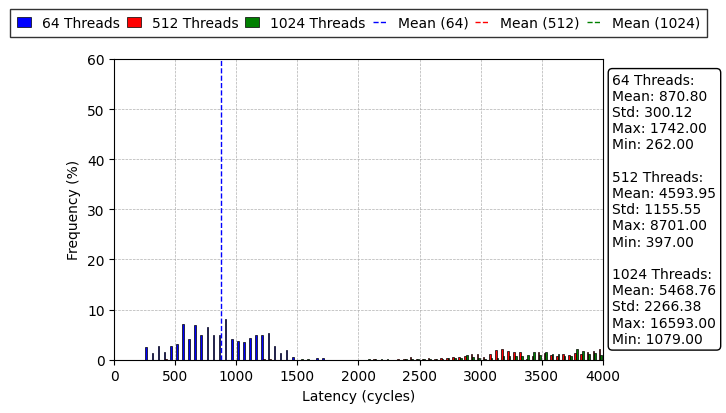 64 Threads 512 Threads 1024 Threads Mean (64) Mean (512) Mean (1024)
60
50
40
30
20
10
0
Frequency (%)
0 500 1000 1500 2000 2500 3000 3500 4000
Latency (cycles)
64 Threads:
Mean: 870.80
Std: 300.12
Max: 1742.00
Min: 262.00
512 Threads:
Mean: 4593.95
Std: 1155.55
Max: 8701.00
Min: 397.00
1024 Threads:
Mean: 5468.76
Std: 2266.38
Max: 16593.00
Min: 1079.00